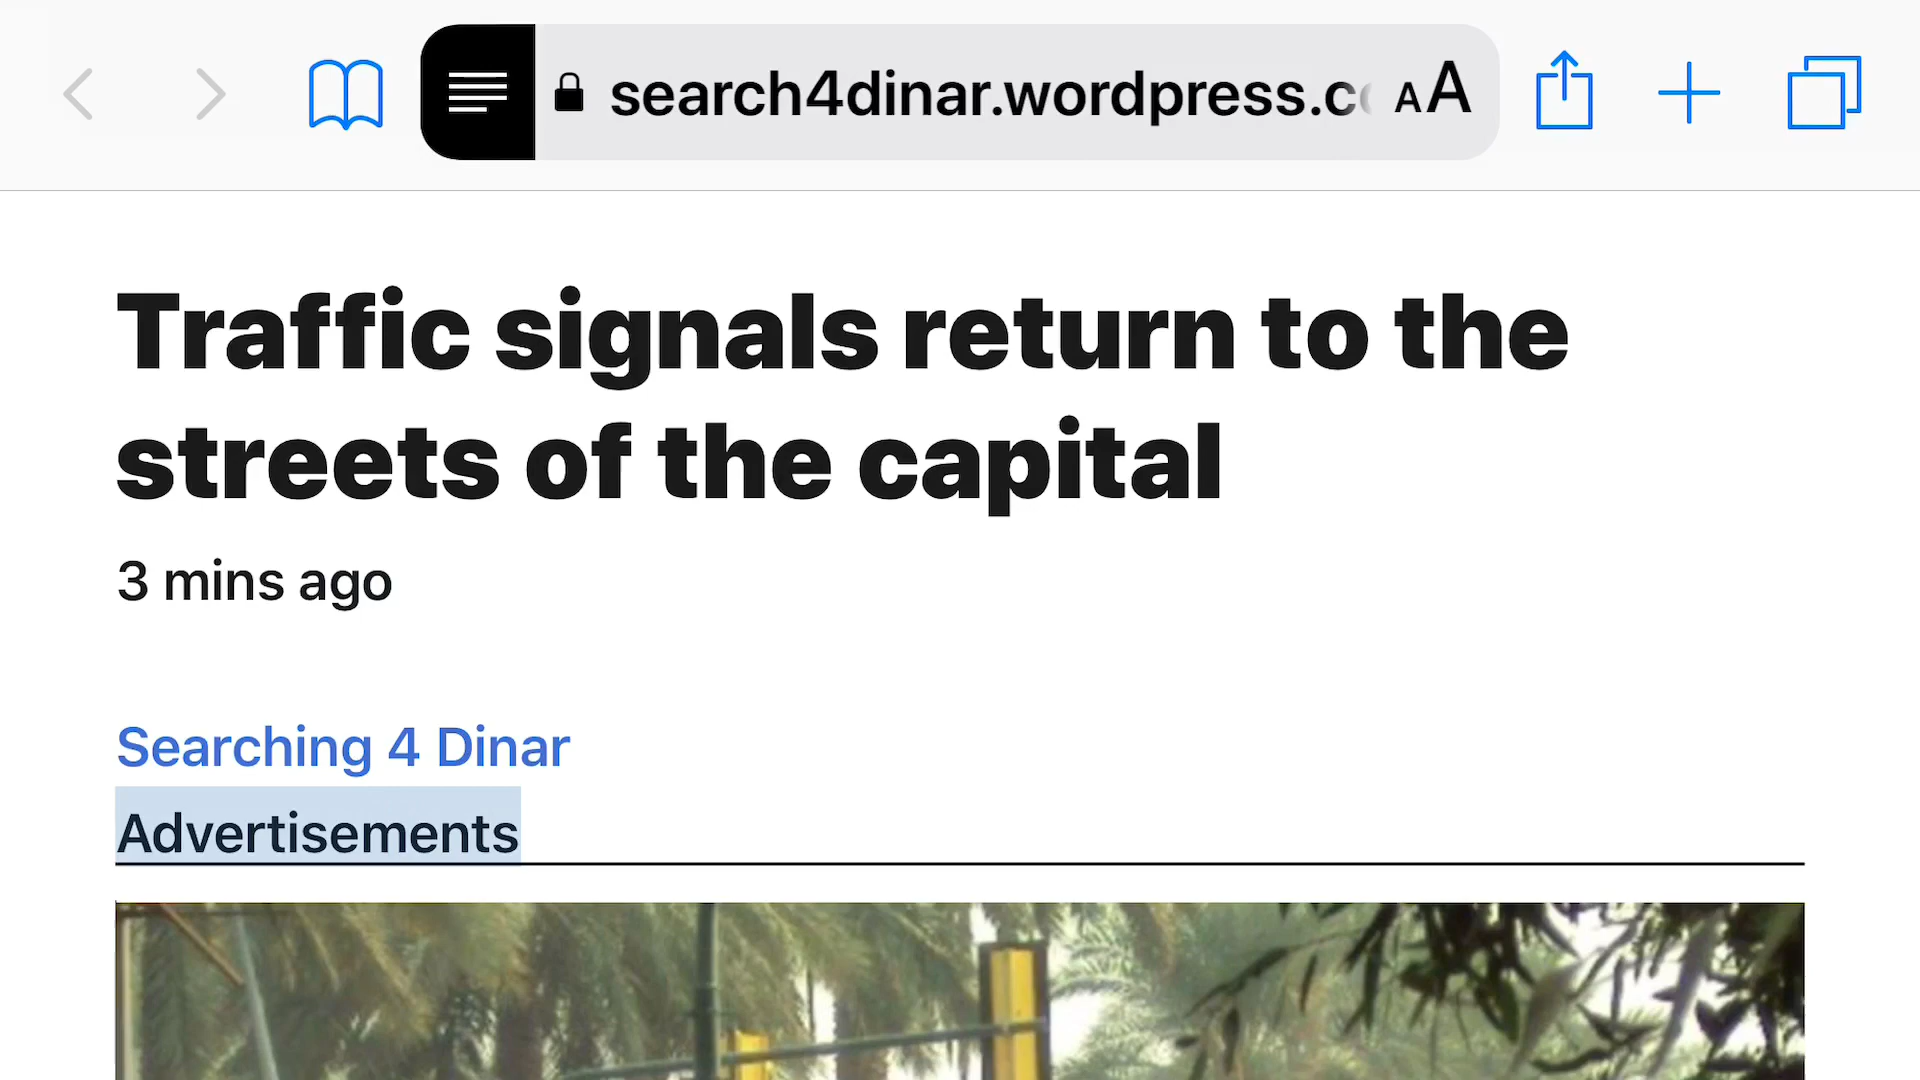 search4dinar.wordpress.c AA
Traffic signals return to the
streets of the capital
3 mins ago
Searching 4 Dinar
Advertisements